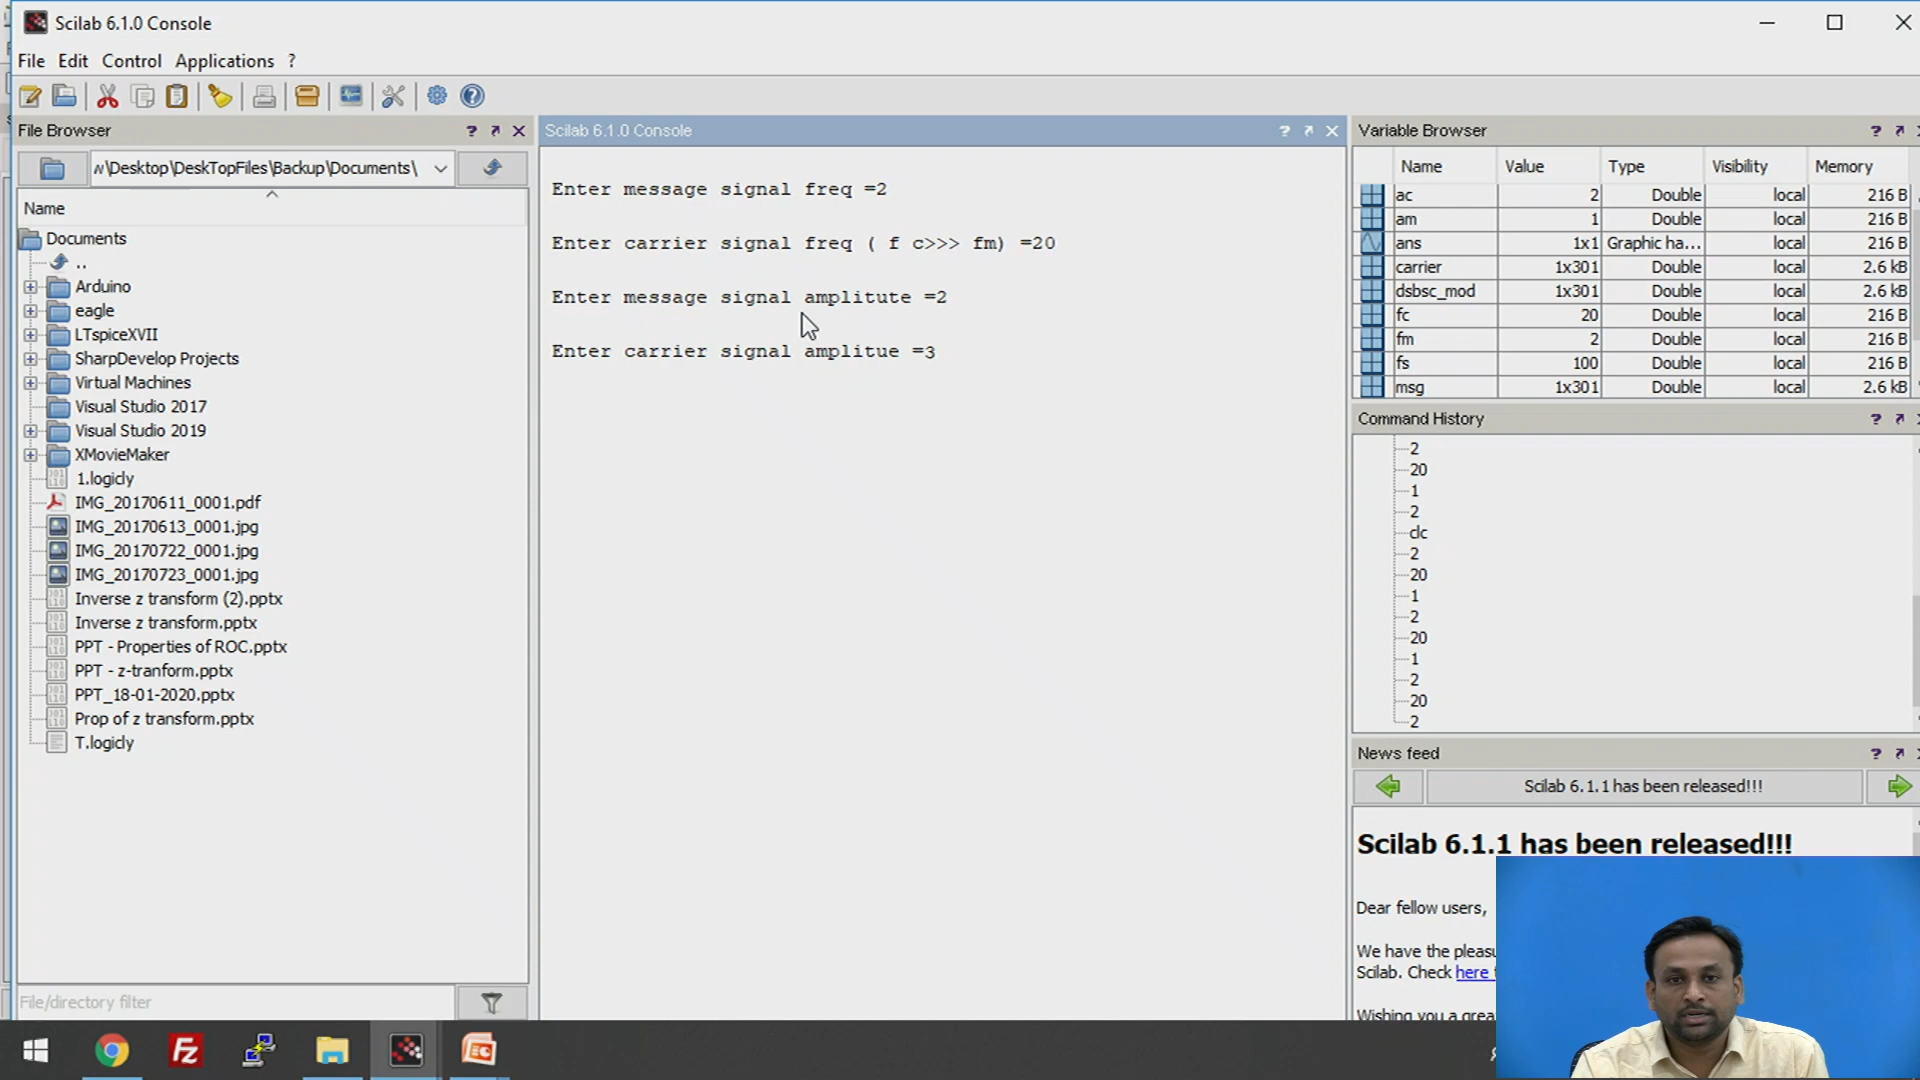 Scilab 6.1.0 Console
File Edit Control Applications ?
File Browser
\Desktop\DeskTopFiles\Backup\Documents\
Name
Documents
..
Arduino
eagle
LTspiceXVII
SharpDevelop Projects
Virtual Machines
Visual Studio 2017
Visual Studio 2019
XMovieMaker
1.logicly
IMG_20170611_0001.pdf
IMG_20170613_0001.jpg
IMG_20170722_0001.jpg
IMG_20170723_0001.jpg
Inverse z transform (2).pptx
Inverse z transform.pptx
PPT - Properties of ROC.pptx
PPT - z-tranform.pptx
PPT_18-01-2020.pptx
Prop of z transform.pptx
T.logicly
File/directory filter
Scilab 6.1.0 Console
Enter message signal freq =2
Enter carrier signal freq ( f c>>> fm) =20
Enter message signal amplitute =2
Enter carrier signal amplitue =3
Variable Browser
Name Value Type Visibility Memory
ac 2 Double local 216 B
am 1 Double local 216 B
ans 1x1 Graphic ha... local 216 B
carrier 1x301 Double local 2.6 kB
dsbsc_mod 1x301 Double local 2.6 kB
fc 20 Double local 216 B
fm 2 Double local 216 B
fs 100 Double local 216 B
msg 1x301 Double local 2.6 kB
Command History
2
20
1
2
clc
2
20
1
2
20
1
2
20
2
News feed
Scilab 6.1.1 has been released!!!
Scilab 6.1.1 has been released!!!
Dear fellow users,
We have the
Scilab. Check here
Wishing you a